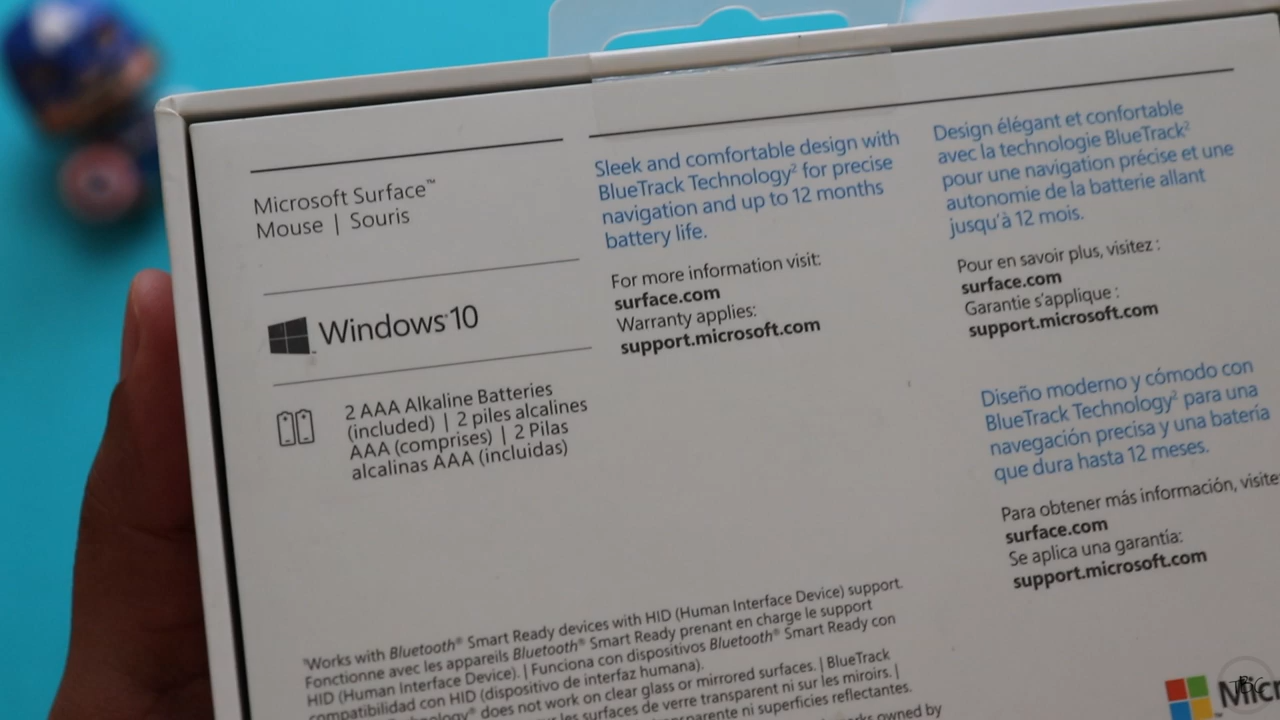 Microsoft Surface™
Mouse | Souris
Windows 10
2 AAA Alkaline Batteries
(included) | 2 piles alcalines
AAA (comprises) | 2 Pilas
alcalinas AAA (incluidas)
Sleek and comfortable design with
BlueTrack Technology² for precise
navigation and up to 12 months
battery life.
For more information visit:
surface.com
Warranty applies:
support.microsoft.com
Design élégant et confortable
avec la technologie BlueTrack²
pour une navigation précise et une
autonomie de la batterie allant
jusqu'à 12 mois.
Pour en savoir plus, visitez :
surface.com
Garantie s'applique :
support.microsoft.com
Diseño moderno y cómodo con
BlueTrack Technology² para una
navegación precisa y una batería
que dura hasta 12 meses.
Para obtener más información, visite
surface.com
Se aplica una garantía:
support.microsoft.com
¹Works with Bluetooth® Smart Ready devices with HID (Human Interface Device) support.
Fonctionne avec les appareils Bluetooth® Smart Ready prenant en charge le support
HID (Human Interface Device). | Funciona con dispositivos Bluetooth® Smart Ready con
compatibilidad con HID (dispositivo de interfaz humana).
does not work on clear glass or mirrored surfaces. | BlueTrack
les surfaces de verre transparent ni sur les miroirs. |
ni superficies reflectantes.
owned by